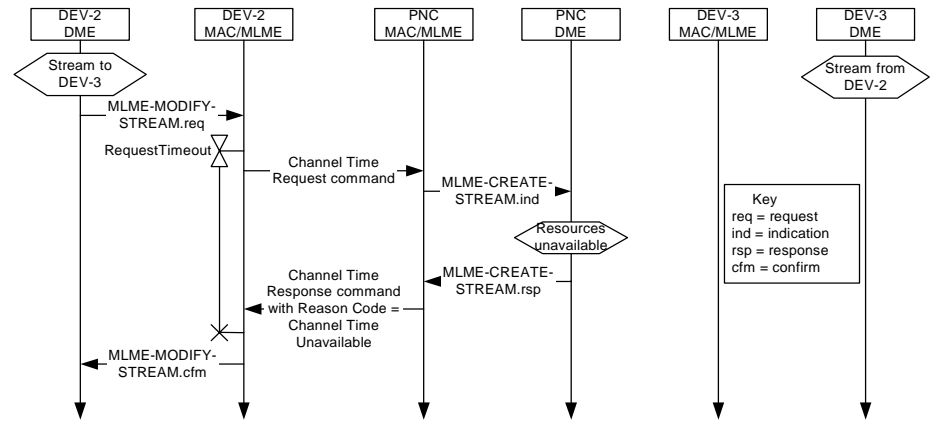 DEV-2
DME
DEV-2
MAC/MLME
PNC
MAC/MLME
PNC
DME
DEV-3
MAC/MLME
DEV-3
DME
Stream to
DEV-3
Stream from
DEV-2
MLME-MODIFY-
STREAM.req
RequestTimeout
Channel Time
Request command
MLME-CREATE-
STREAM.ind
Resources
unavailable
Key
req = request
ind = indication
rsp = response
cfm = confirm
MLME-CREATE-
STREAM.rsp
Channel Time
Response command
with Reason Code =
Channel Time
Unavailable
MLME-MODIFY-
STREAM.cfm